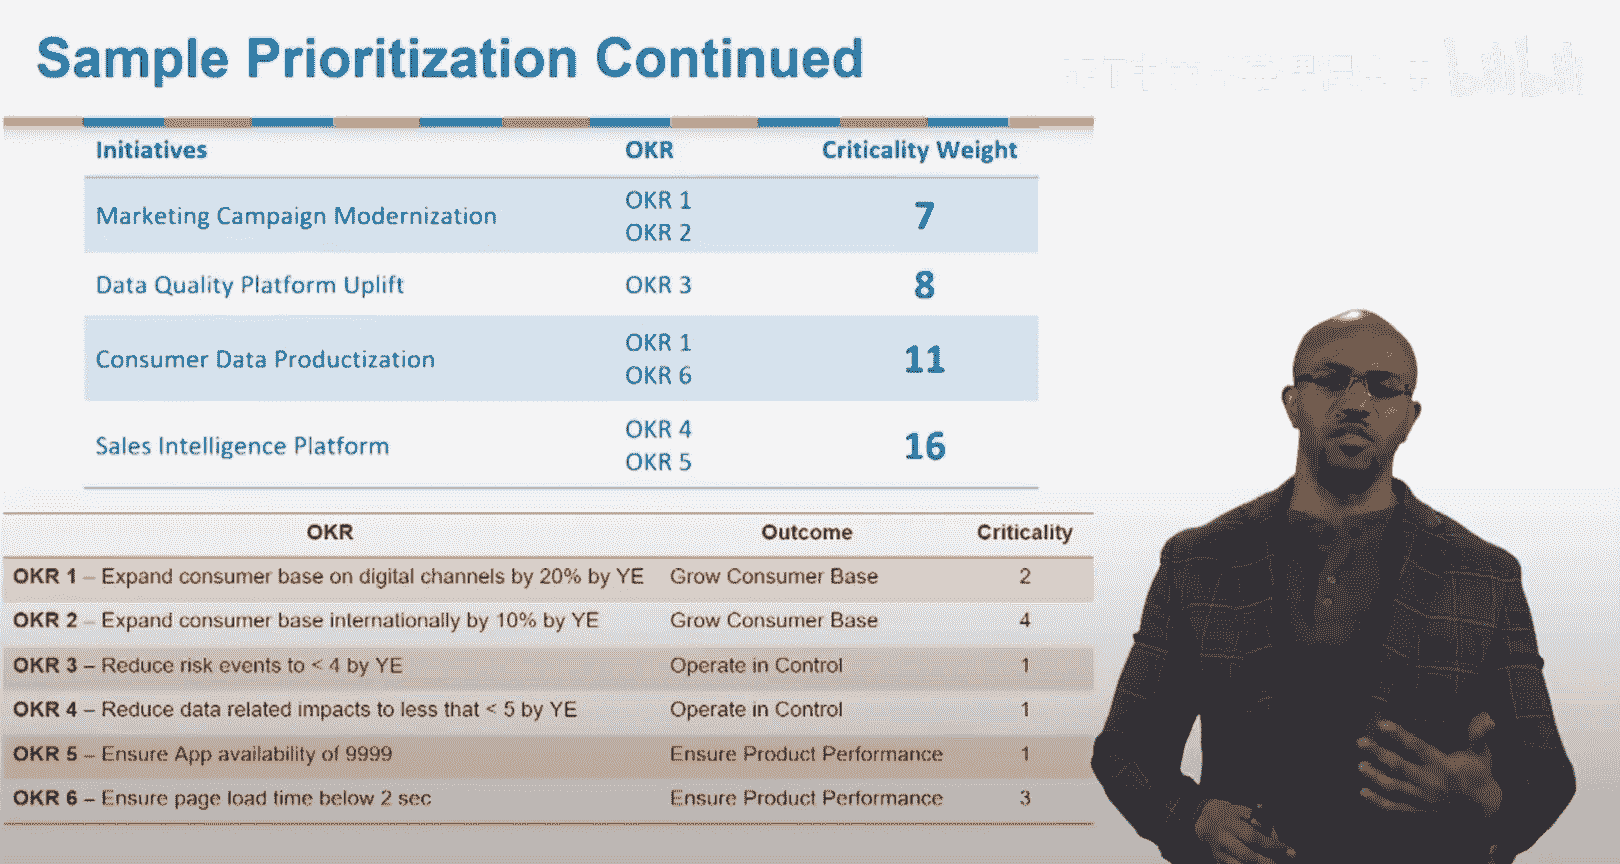 Sample Prioritization Continued
Initiatives OKR Criticality Weight
Marketing Campaign Modernization OKR 1 OKR 2 7
Data Quality Platform Uplift OKR 3 8
Consumer Data Productization OKR 1 OKR 6 11
Sales Intelligence Platform OKR 4 OKR 5 16
OKR Outcome Criticality
OKR 1 – Expand consumer base on digital channels by 20% by YE Grow Consumer Base 2
OKR 2 – Expand consumer base internationally by 10% by YE Grow Consumer Base 4
OKR 3 – Reduce risk events to < 4 by YE Operate in Control 1
OKR 4 – Reduce data related impacts to less that < 5 by YE Operate in Control 1
OKR 5 – Ensure App availability of 9999 Ensure Product Performance 1
OKR 6 – Ensure page load time below 2 sec Ensure Product Performance 3